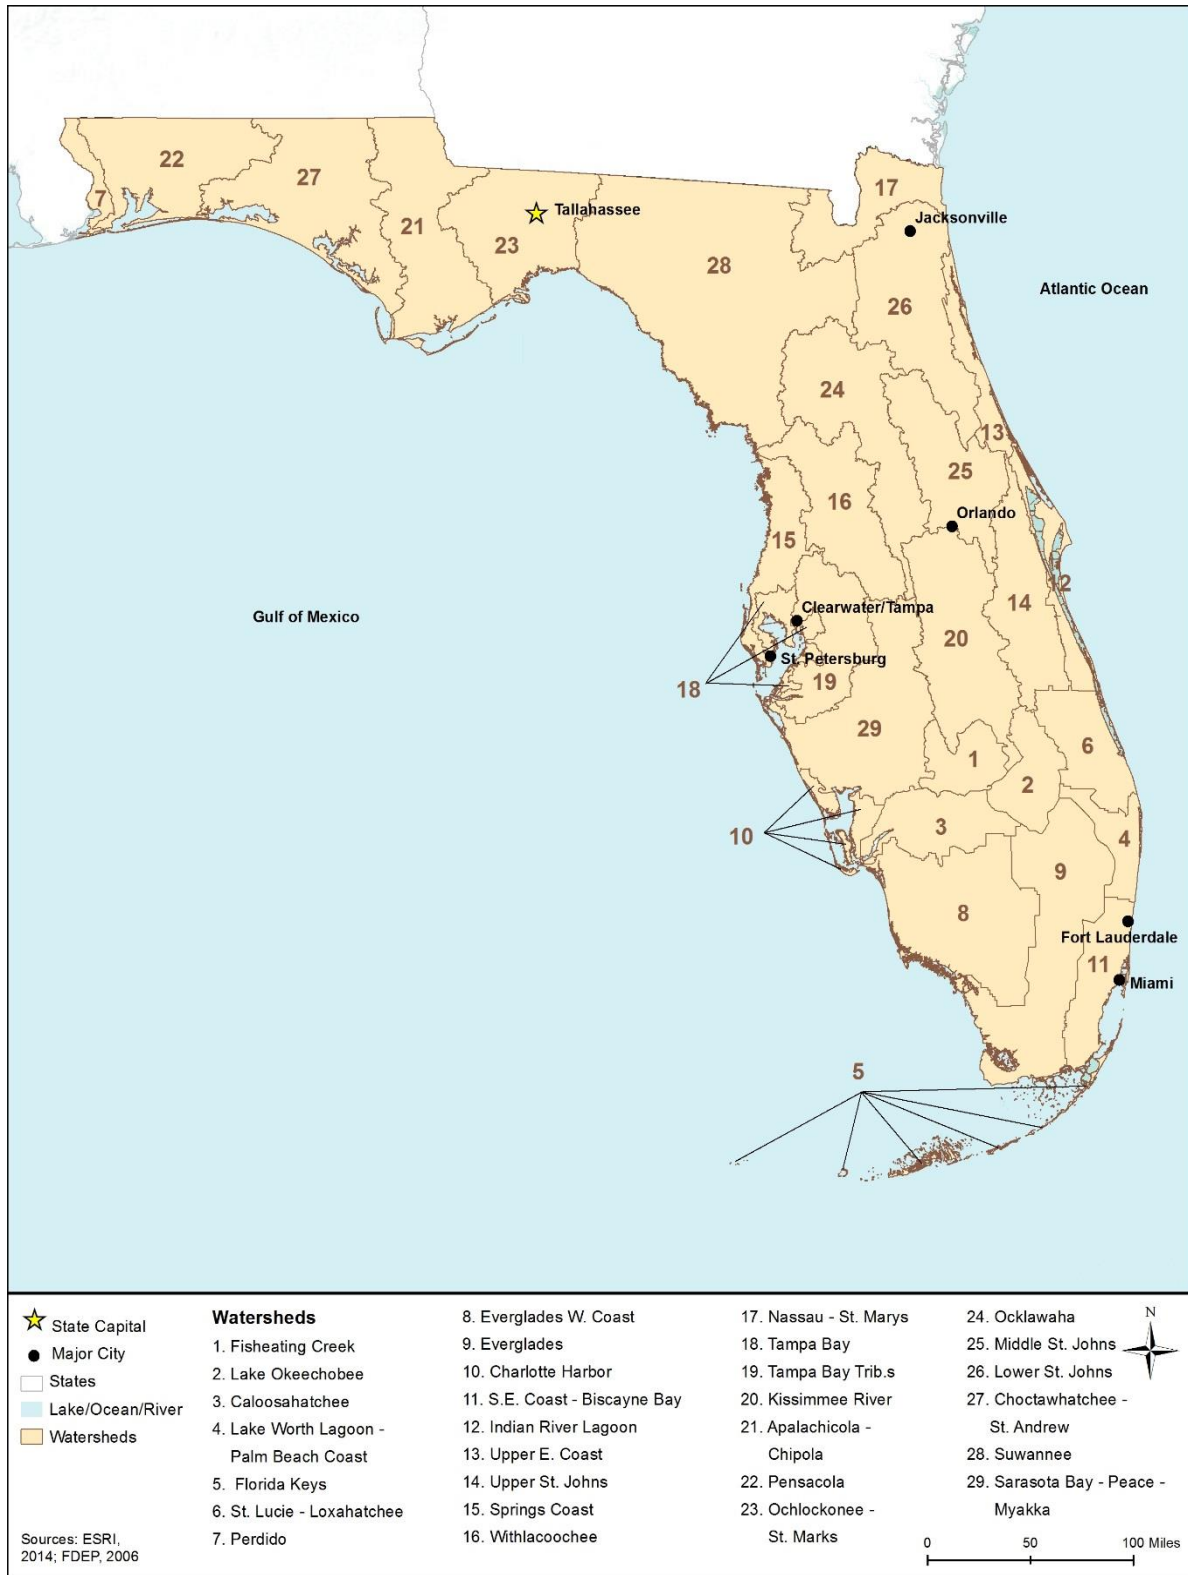 22
7
27
21
Tallahassee
23
28
17
Jacksonville
Atlantic Ocean
26
24
13
25
16
Orlando
15
12
14
Clearwater/Tampa
Gulf of Mexico
20
St. Petersburg
18
19
29
6
1
2
10
3
4
9
8
Fort Lauderdale
11
Miami
5
State Capital
Major City
States
Lake/Ocean/River
Watersheds
Sources: ESRI,
2014; FDEP, 2006
Watersheds
1. Fisheating Creek
2. Lake Okeechobee
3. Caloosahatchee
4. Lake Worth Lagoon -
Palm Beach Coast
5. Florida Keys
6. St. Lucie - Loxahatchee
7. Perdido
8. Everglades W. Coast
9. Everglades
10. Charlotte Harbor
11. S.E. Coast - Biscayne Bay
12. Indian River Lagoon
13. Upper E. Coast
14. Upper St. Johns
15. Springs Coast
16. Withlacoochee
17. Nassau - St. Marys
18. Tampa Bay
19. Tampa Bay Trib.s
20. Kissimmee River
21. Apalachicola -
Chipola
22. Pensacola
23. Ochlockonee -
St. Marks
24. Ocklawaha
25. Middle St. Johns
26. Lower St. Johns
27. Choctawhatchee -
St. Andrew
28. Suwannee
29. Sarasota Bay - Peace -
Myakka
N
0 50 100 Miles